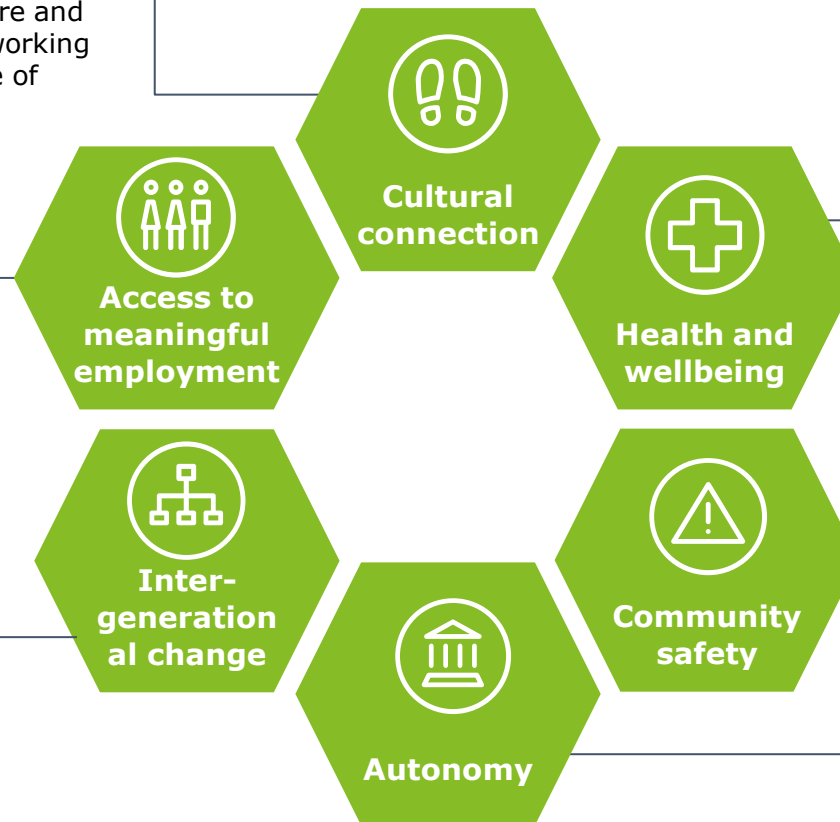 re and
working
e of
Cultural
connection
Access to
meaningful
employment
Health and
wellbeing
Inter-
generation
al change
Community
safety
Autonomy